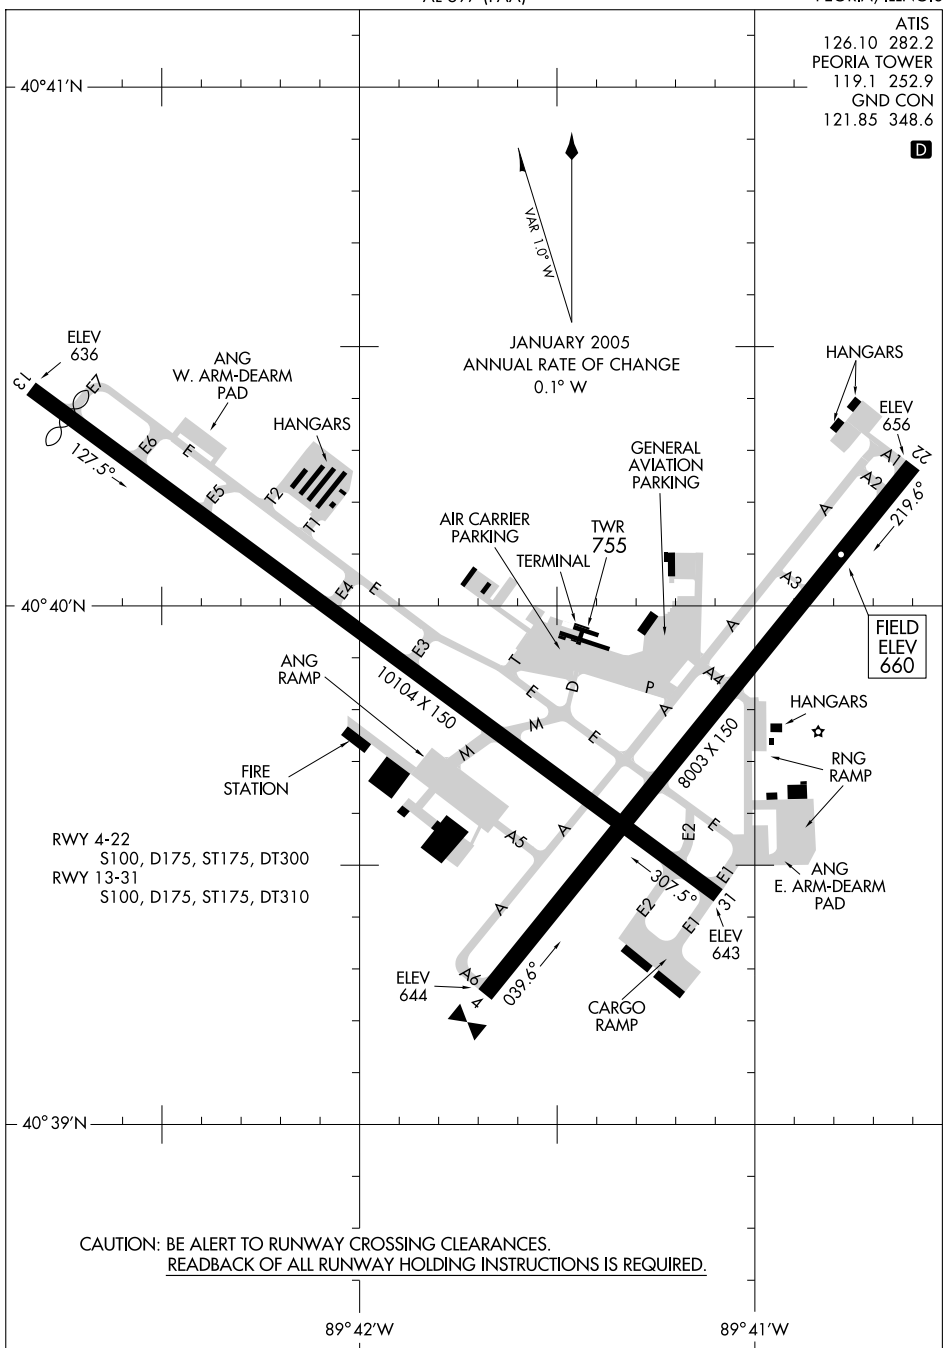 ATIS
126.10 282.2
PEORIA TOWER
119.1 252.9
GND CON
121.85 348.6
D
40°41'N
VAR 1.0° W
JANUARY 2005
ANNUAL RATE OF CHANGE
0.1° W
ELEV
636
13
E7
ANG
W. ARM-DEARM
PAD
HANGARS
E6
E
127.5°
E5
T2
T1
HANGARS
ELEV
656
22
A1
A2
219.6°
A
GENERAL
AVIATION
PARKING
AIR CARRIER
PARKING
TWR
755
TERMINAL
A3
40°40'N
E4
E
A
FIELD
ELEV
660
E3
ANG
RAMP
10104 X 150
T
E
D
P
A
A4
M
M
E
HANGARS
8003 X 150
RNG
RAMP
FIRE
STATION
A5
A
E2
E
RWY 4-22
S100, D175, ST175, DT300
RWY 13-31
S100, D175, ST175, DT310
307.5°
E1
31
ANG
E. ARM-DEARM
PAD
A
E2
E1
ELEV
643
ELEV
644
A6
4
039.6°
CARGO
RAMP
40°39'N
CAUTION: BE ALERT TO RUNWAY CROSSING CLEARANCES.
READBACK OF ALL RUNWAY HOLDING INSTRUCTIONS IS REQUIRED.
89°42'W
89°41'W